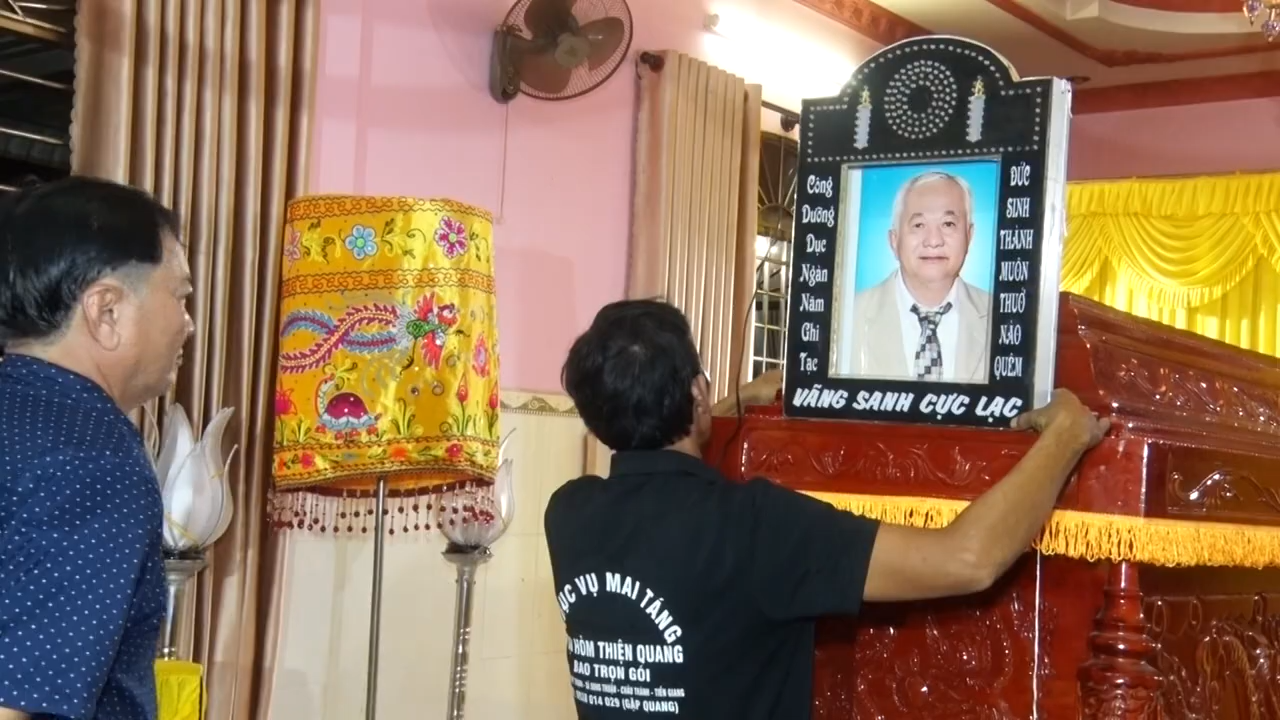 Công
Dưỡng
Dục
Ngàn
Năm
Ghi
Tạc
ĐỨC
SINH
THÀNH
MUÔN
THUỞ
NÀO
QUÊN
VÃNG SANH CỰC LẠC
VỤ MAI TÁNG
HÒM THIỆN QUANG
BAO TRỌN GÓI
CHÂU THÀNH - TIỀN GIANG
014 029 (GẶP QUANG)